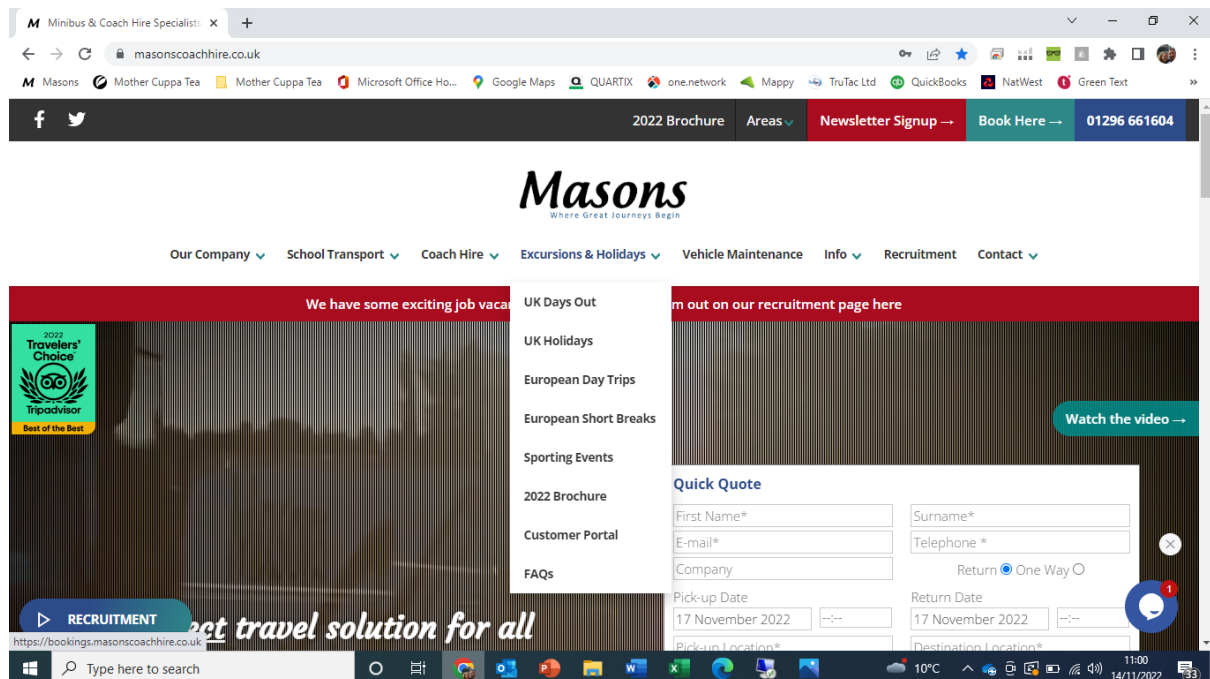 M Minibus & Coach Hire Specialists
masonscoachhire.co.uk
M Masons Mother Cuppa Tea Mother Cuppa Tea Microsoft Office Ho... Google Maps QUARTIX one.network Mappy TruTac Ltd QuickBooks NatWest Green Text »
2022 Brochure Areas Newsletter Signup → Book Here → 01296 661604
Masons
Where Great Journeys Begin
Our Company School Transport Coach Hire Excursions & Holidays Vehicle Maintenance Info Recruitment Contact
We have some exciting job vaca m out on our recruitment page here
UK Days Out
UK Holidays
European Day Trips
European Short Breaks
Sporting Events
2022 Brochure
Customer Portal
FAQs
2022
Travelers'
Choice
Tripadvisor
Best of the Best
Watch the video →
Quick Quote
First Name* Surname*
E-mail* Telephone *
Company Return One Way
Pick-up Date Return Date
17 November 2022 --:-- 17 November 2022 --:--
Pick-up Location* Destination Location*
1
RECRUITMENT
ect travel solution for all
https://bookings.masonscoachhire.co.uk
Type here to search 10°C 11:00
14/11/2022 33